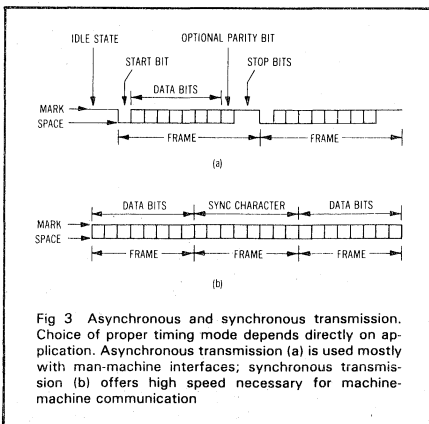 IDLE STATE
OPTIONAL PARITY BIT
START BIT
STOP BITS
DATA BITS
MARK
SPACE
FRAME
FRAME
(a)
DATA BITS
SYNC CHARACTER
DATA BITS
MARK
SPACE
FRAME
FRAME
FRAME
(b)
Fig 3 Asynchronous and synchronous transmission.
Choice of proper timing mode depends directly on ap-
plication. Asynchronous transmission (a) is used mostly
with man-machine interfaces; synchronous transmis-
sion (b) offers high speed necessary for machine-
machine communication